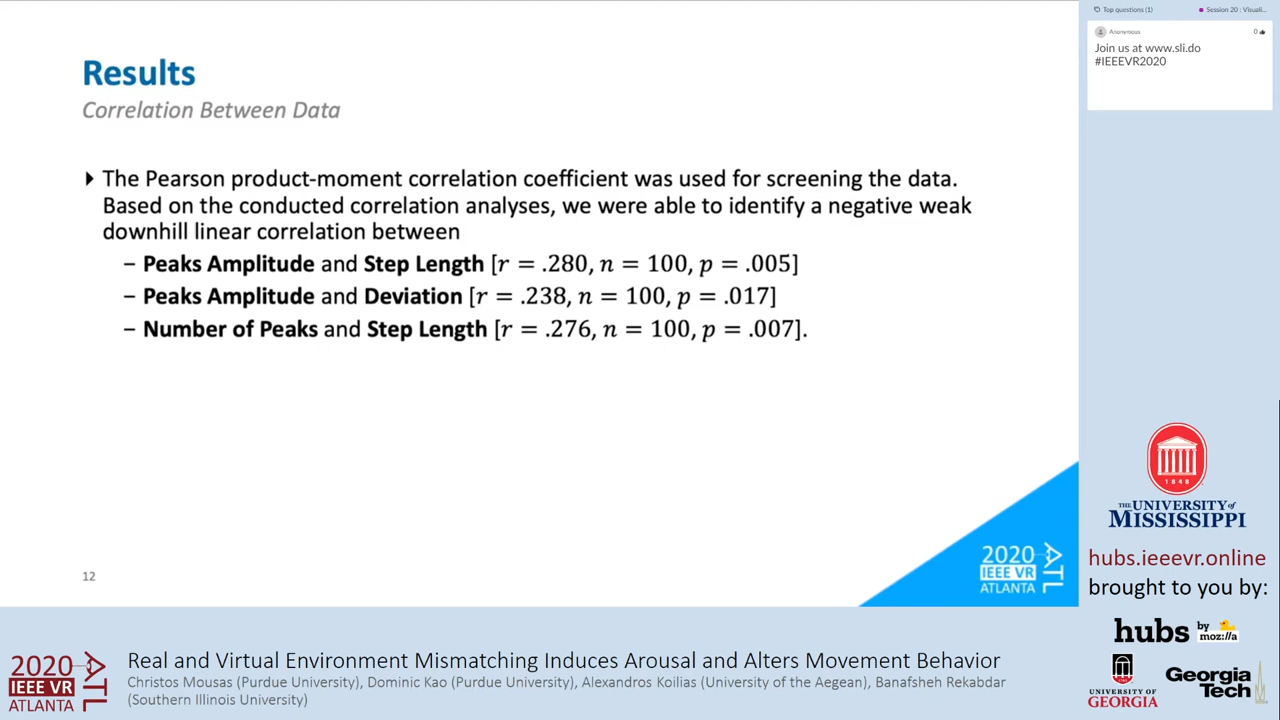 Results
Correlation Between Data
The Pearson product-moment correlation coefficient was used for screening the data.
Based on the conducted correlation analyses, we were able to identify a negative weak
downhill linear correlation between
– Peaks Amplitude and Step Length [r = .280, n = 100, p = .005]
– Peaks Amplitude and Deviation [r = .238, n = 100, p = .017]
– Number of Peaks and Step Length [r = .276, n = 100, p = .007].
12
2020
IEEE VR
ATLANTA
ATL
Top questions (1)
Session 20 : Visuali...
Anonymous
0
Join us at www.sli.do
#IEEEVR2020
1848
THE UNIVERSITY of
MISSISSIPPI
hubs.ieeevr.online
brought to you by:
hubs by
moz://a
UNIVERSITY OF
GEORGIA
Georgia
Tech
2020
IEEE VR
ATLANTA
ATL
Real and Virtual Environment Mismatching Induces Arousal and Alters Movement Behavior
Christos Mousas (Purdue University), Dominic Kao (Purdue University), Alexandros Koilias (University of the Aegean), Banafsheh Rekabdar
(Southern Illinois University)